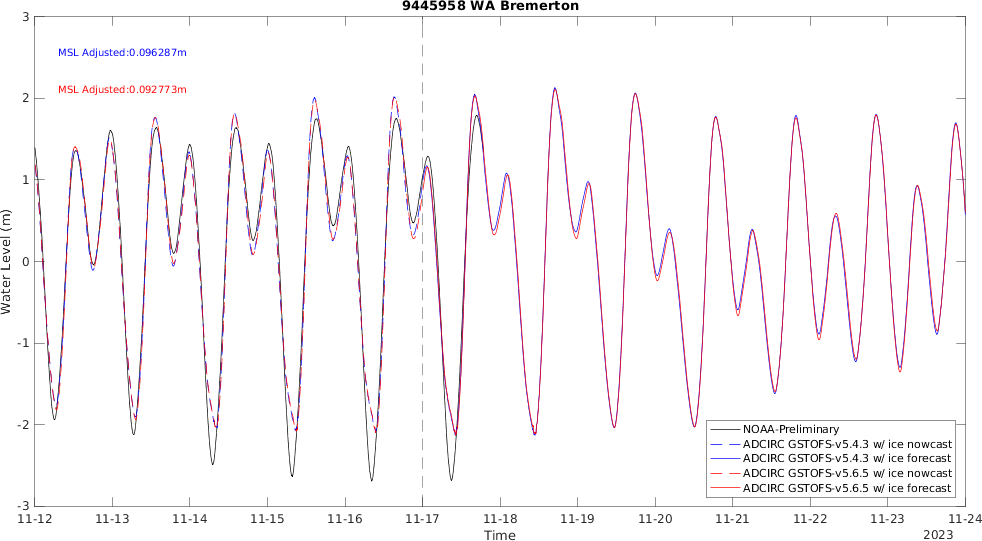 9445958 WA Bremerton
MSL Adjusted:0.096287m
MSL Adjusted:0.092773m
Water Level (m)
3
2
1
0
-1
-2
-3
NOAA-Preliminary
ADCIRC GSTOFS-v5.4.3 w/ ice nowcast
ADCIRC GSTOFS-v5.4.3 w/ ice forecast
ADCIRC GSTOFS-v5.6.5 w/ ice nowcast
ADCIRC GSTOFS-v5.6.5 w/ ice forecast
11-12 11-13 11-14 11-15 11-16 11-17 11-18 11-19 11-20 11-21 11-22 11-23 11-24
Time
2023